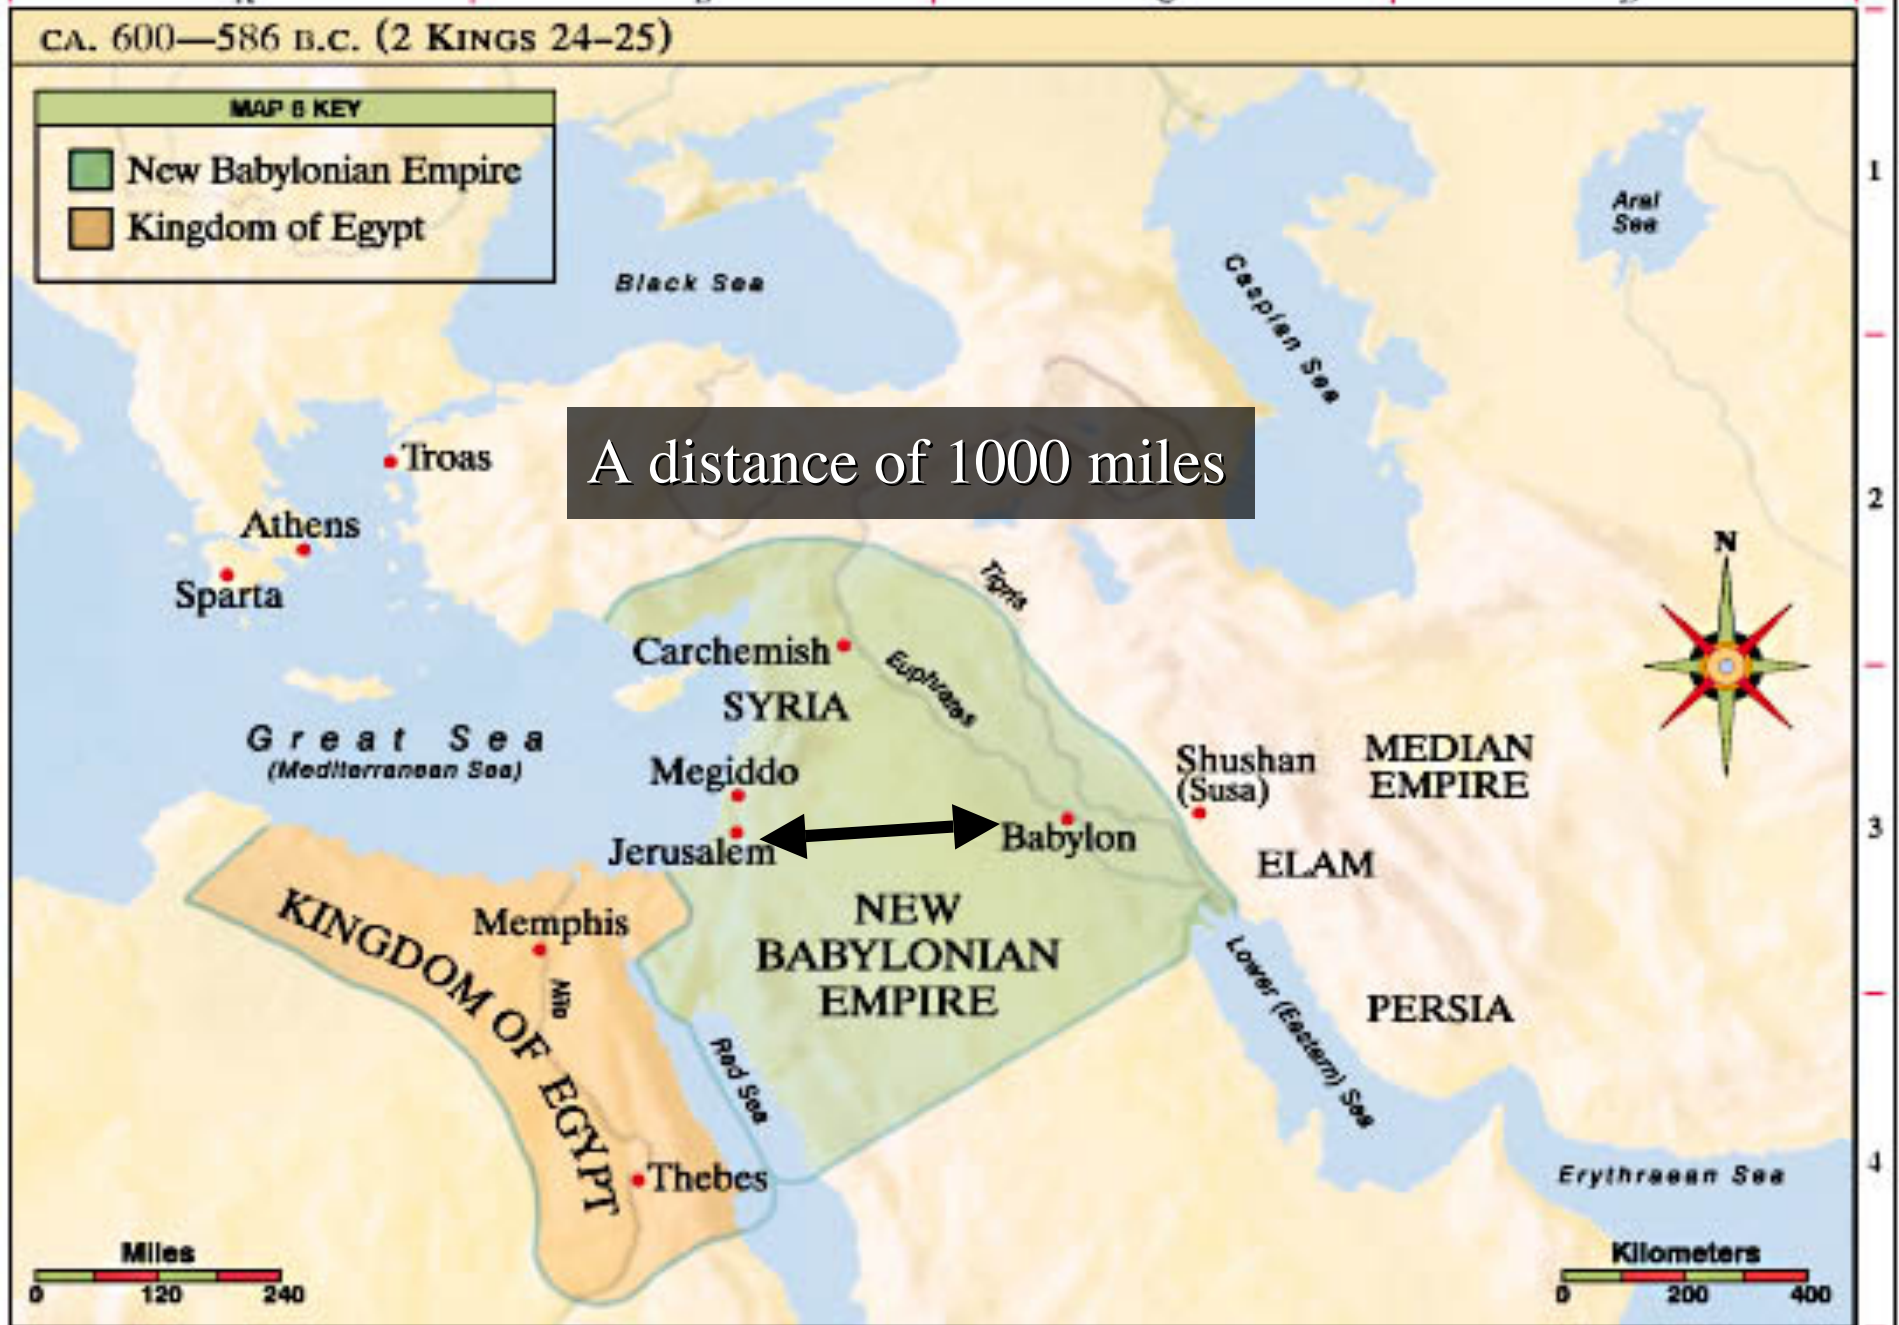 CA. 600—586 B.C. (2 KINGS 24–25)
MAP 6 KEY
New Babylonian Empire
Kingdom of Egypt
1
Aral
Sea
Black Sea
Caspian Sea
A distance of 1000 miles
Troas
2
Athens
Sparta
N
Tigris
Carchemish
Euphrates
SYRIA
Great Sea
(Mediterranean Sea)
Megiddo
Shushan
(Susa)
MEDIAN
EMPIRE
Jerusalem
Babylon
3
ELAM
KINGDOM OF EGYPT
Memphis
Nile
NEW
BABYLONIAN
EMPIRE
Lower (Eastern) Sea
PERSIA
Red Sea
Thebes
Erythraean Sea
4
Miles
0 120 240
Kilometers
0 200 400